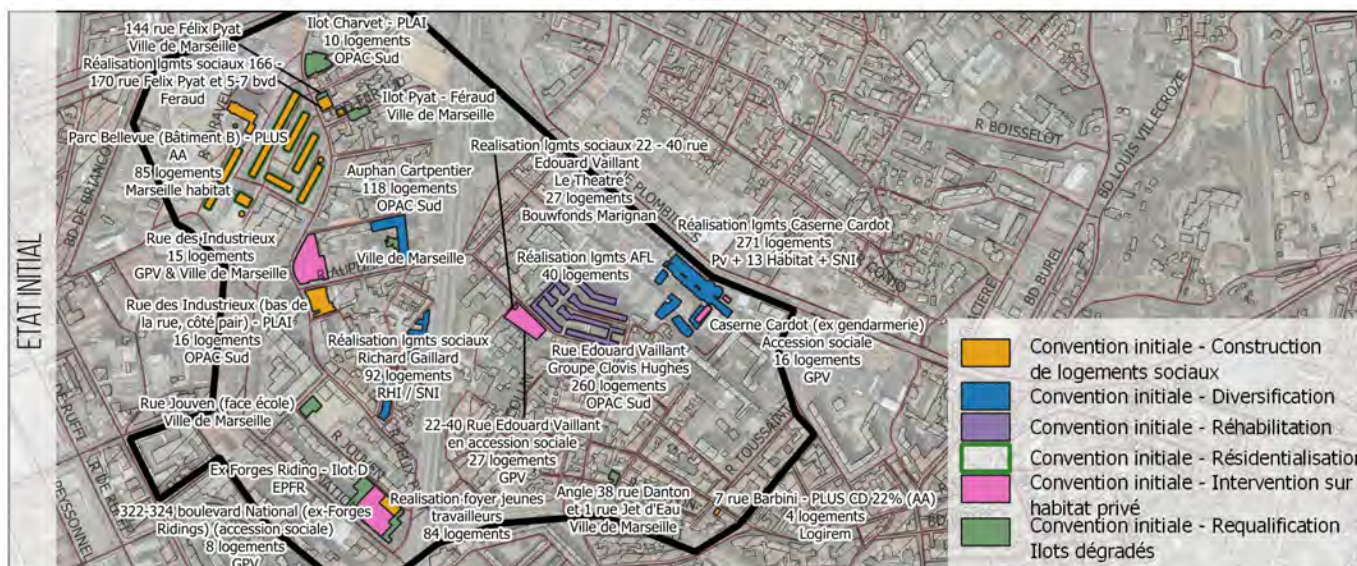 ETAT INITIAL
144 rue Félix Pyat
Ville de Marseille
Réalisation lgmts sociaux 166 -
170 rue Felix Pyat et 5-7 bvd
Feraud
Ilot Charvet - PLAI
10 logements
OPAC Sud
Ilot Pyat - Féraud
Ville de Marseille
Parc Bellevue (Bâtiment B) - PLUS
AA
85 logements
Marseille habitat
Auphan Cartpentier
118 logements
OPAC Sud
Ville de Marseille
Realisation lgmts sociaux 22 - 40 rue
Edouard Vaillant
Le Theatre
27 logements
Bouwfonds Marignan
Réalisation lgmts Caserne Cardot
271 logements
Pv + 13 Habitat + SNI
Réalisation lgmts AFL
40 logements
Rue des Industrieux
15 logements
GPV & Ville de Marseille
Rue des Industrieux (bas de
la rue, côté pair) - PLAI
16 logements
OPAC Sud
Réalisation lgmts sociaux
Richard Gaillard
92 logements
RHI / SNI
Rue Edouard Vaillant
Groupe Clovis Hughes
260 logements
OPAC Sud
Caserne Cardot (ex gendarmerie)
Accession sociale
16 logements
GPV
Rue Jouven (face école)
Ville de Marseille
22-40 Rue Edouard Vaillant
en accession sociale
27 logements
GPV
Ex Forges Riding - Ilot D
EPFR
322-324 boulevard National (ex-Forges
Ridings) (accession sociale)
8 logements
GPV
Realisation foyer jeunes
travailleurs
84 logements
Angle 38 rue Danton
et 1 rue Jet d'Eau
Ville de Marseille
7 rue Barbini - PLUS CD 22% (AA)
4 logements
Logirem
R BOISSELOT
BD LOUIS VILLECROZE
BD BUREL
BD DE BRIANCO
R TOUSSAINT
DE RUFFI
PEYSSONNEL
Convention initiale - Construction
de logements sociaux
Convention initiale - Diversification
Convention initiale - Réhabilitation
Convention initiale - Résidentialisation
Convention initiale - Intervention sur
habitat privé
Convention initiale - Requalification
Ilots dégradés